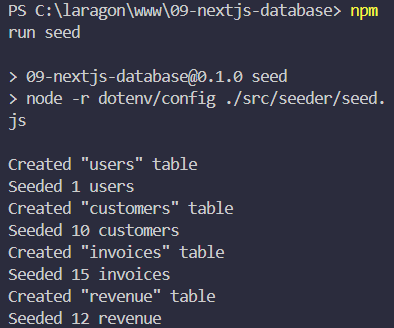 PS C:\laragon\www\09-nextjs-database> npm
run seed

> 09-nextjs-database@0.1.0 seed
> node -r dotenv/config ./src/seeder/seed.
js

Created "users" table
Seeded 1 users
Created "customers" table
Seeded 10 customers
Created "invoices" table
Seeded 15 invoices
Created "revenue" table
Seeded 12 revenue